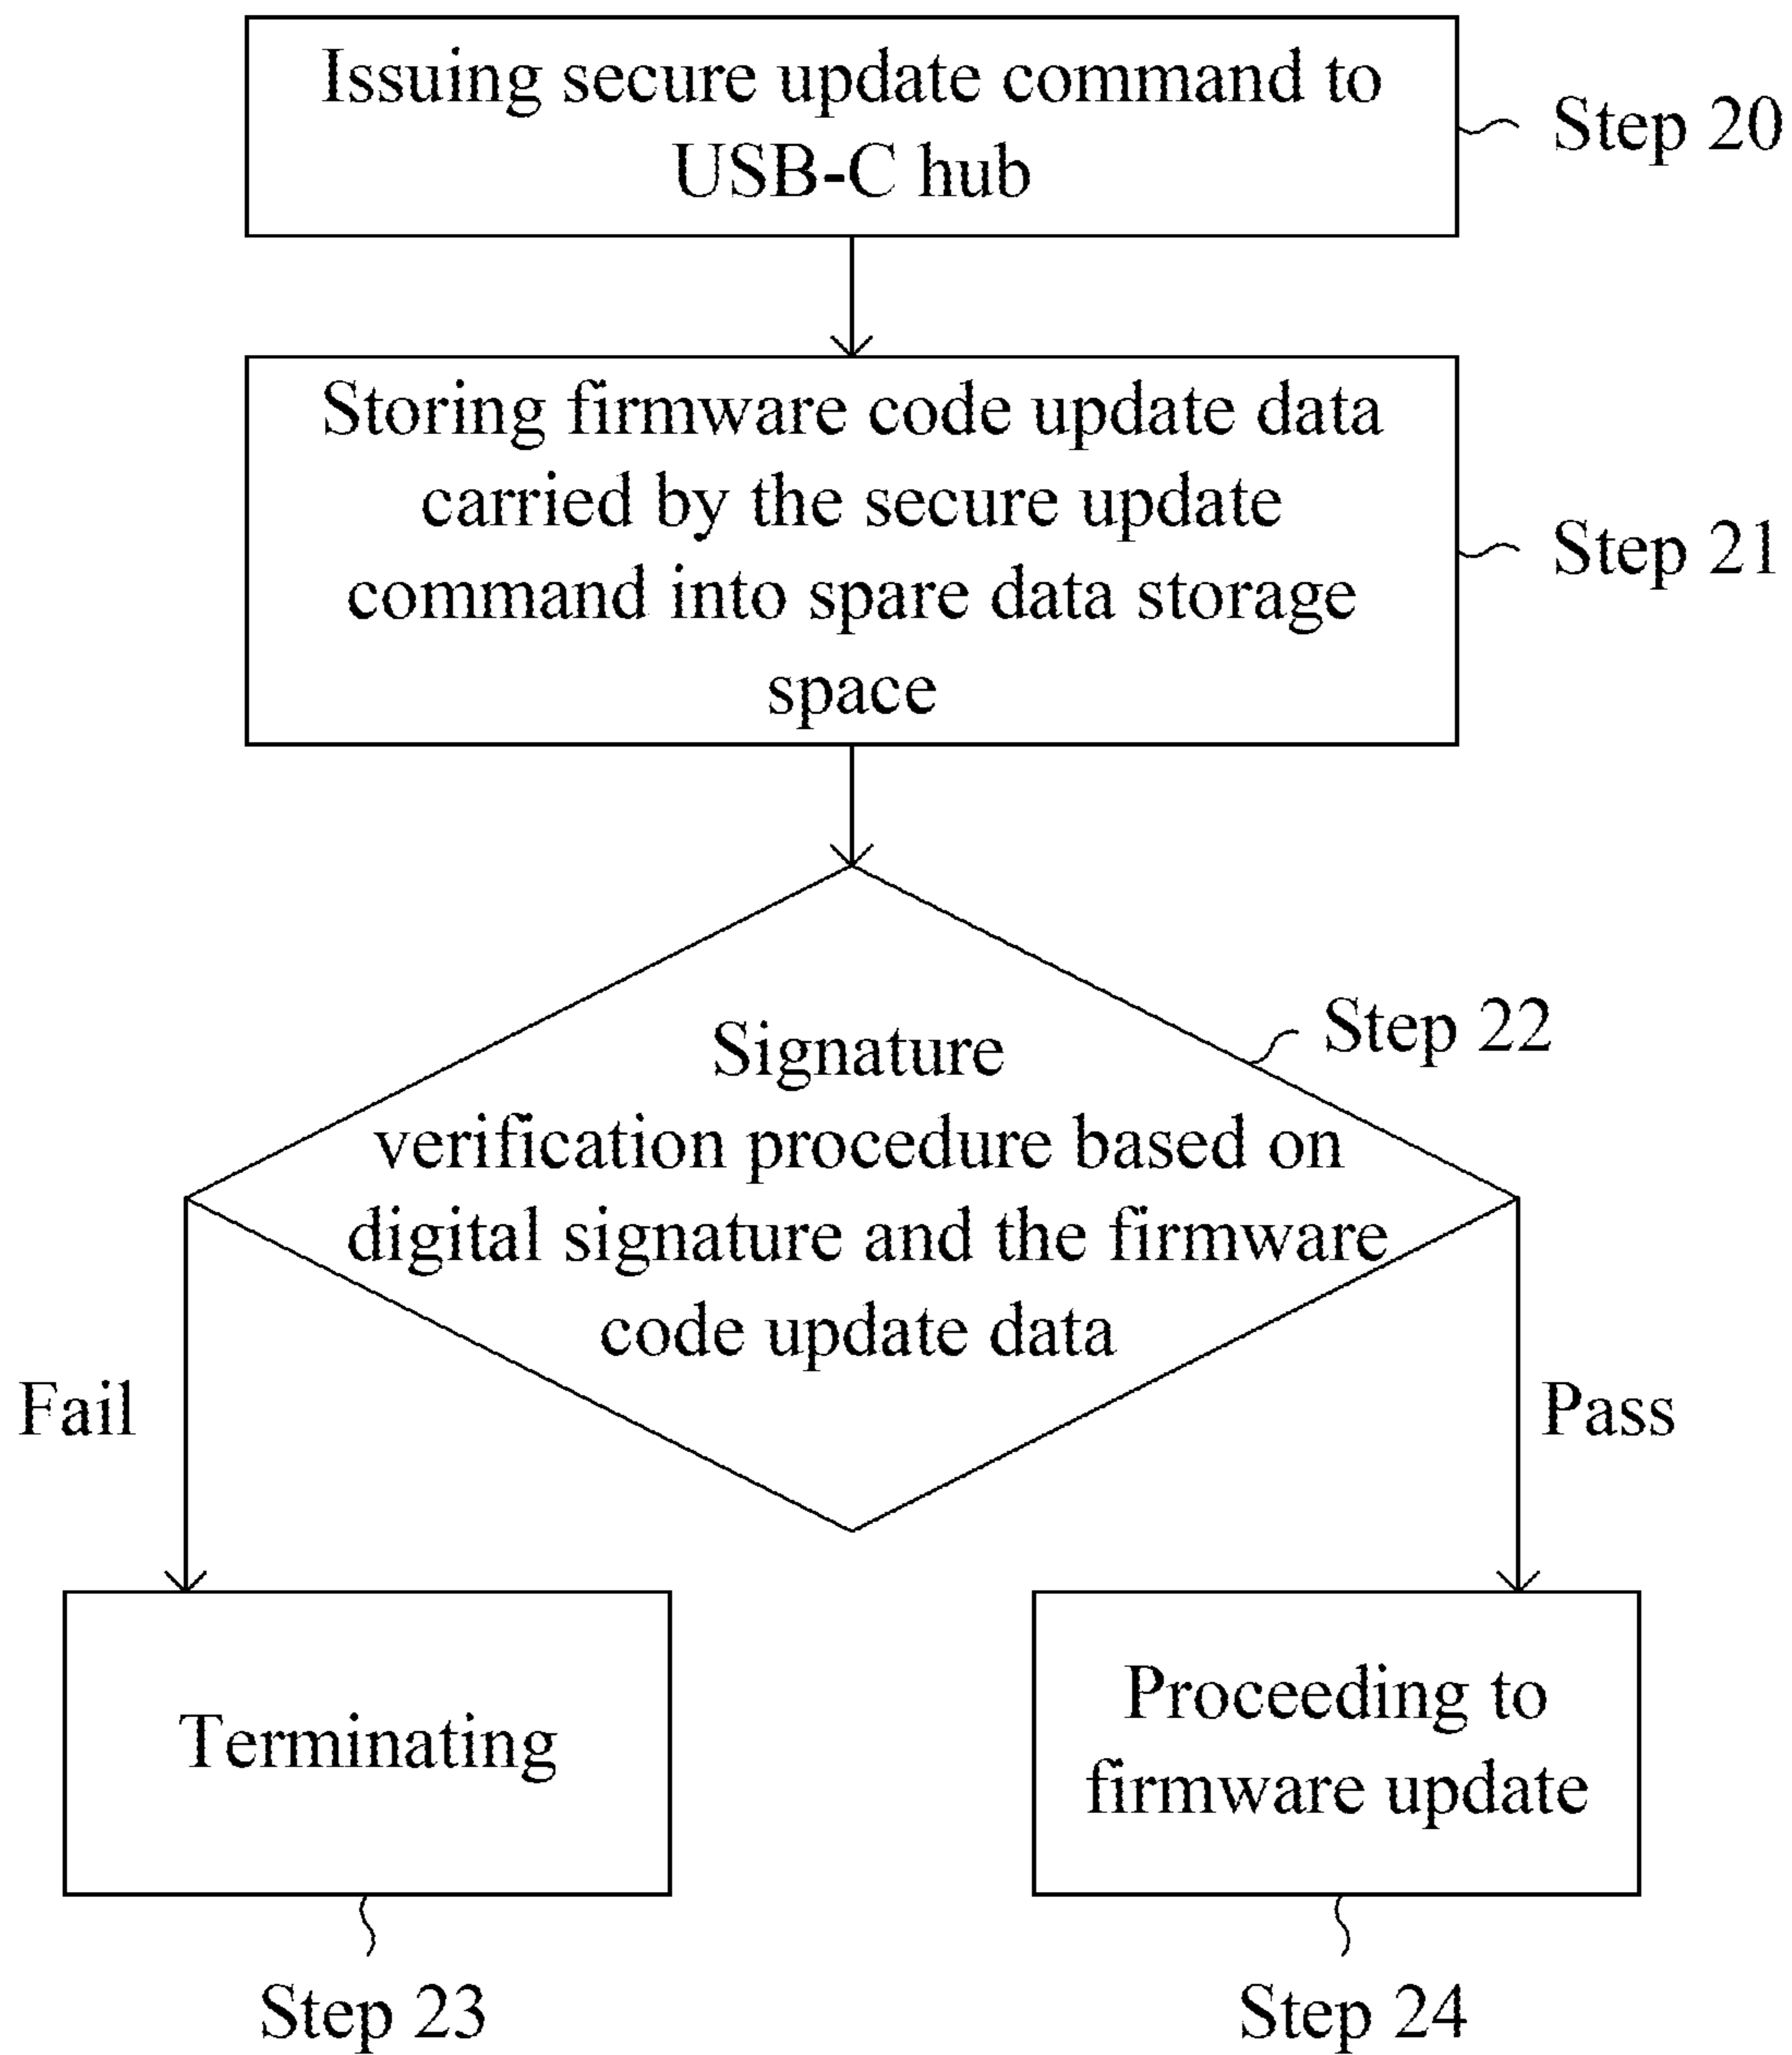 Issuing secure update command to
USB-C hub
Step 20
Storing firmware code update data
carried by the secure update
command into spare data storage
space
Step 21
Step 22
Signature
verification procedure based on
digital signature and the firmware
code update data
Fail
Pass
Terminating
Proceeding to
firmware update
Step 23
Step 24